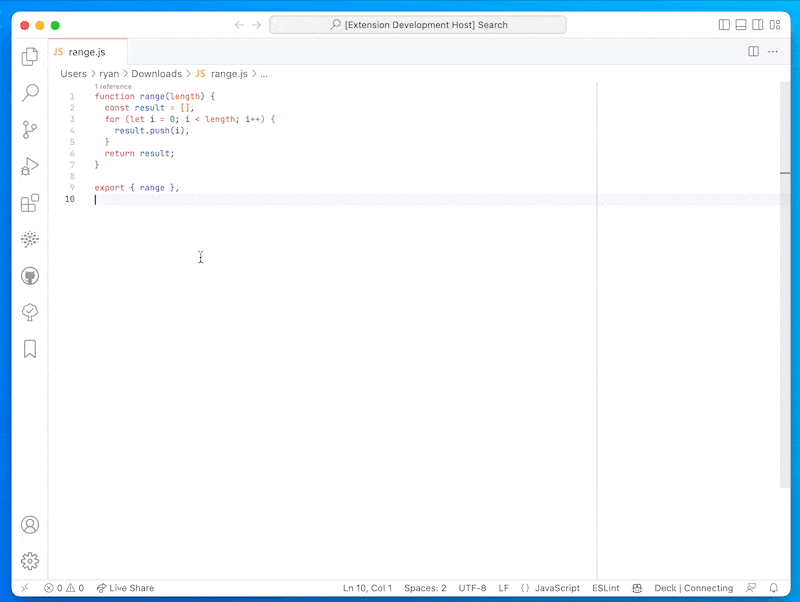 [Extension Development Host] Search
JS range.js
Users > ryan > Downloads > JS range.js > ...
1 reference
1 function range(length) {
2 const result = [],
3 for (let i = 0; i < length; i++) {
4 result.push(i);
5 }
6 return result;
7 }
8
9 export { range };
10
0 0 Live Share Ln 10, Col 1 Spaces: 2 UTF-8 LF {} JavaScript ESLint Deck | Connecting